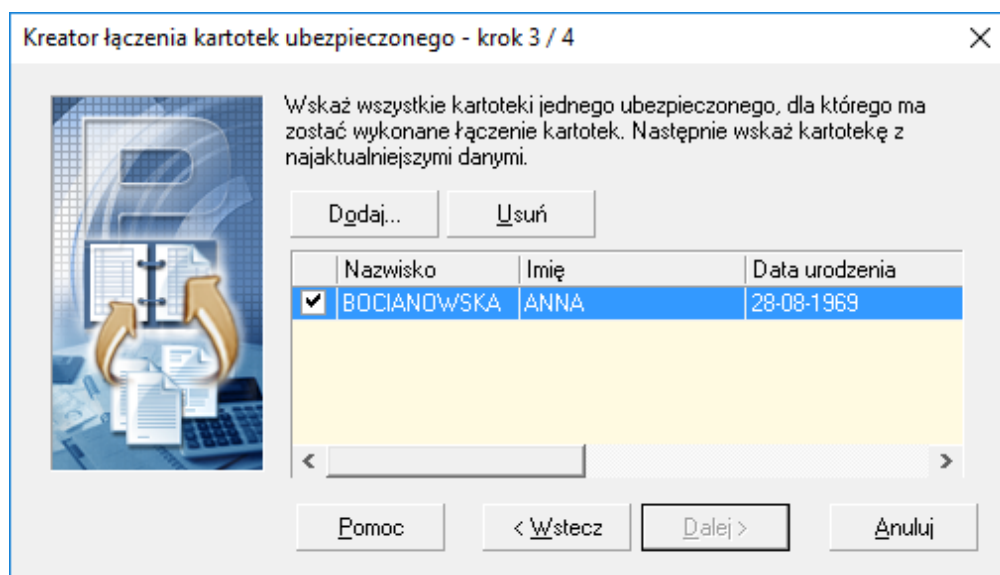 Kreator łączenia kartotek ubezpieczonego - krok 3 / 4
Wskaż wszystkie kartoteki jednego ubezpieczonego, dla którego ma
zostać wykonane łączenie kartotek. Następnie wskaż kartotekę z
najaktualniejszymi danymi.
Dodaj... Usuń
Nazwisko Imię Data urodzenia
BOCIANOWSKA ANNA 28-08-1969
Pomoc < Wstecz Dalej > Anuluj